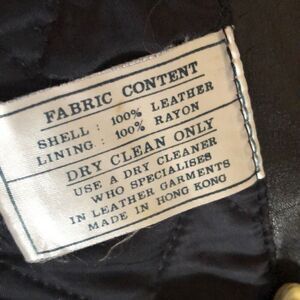 FABRIC CONTENT
SHELL : 100% LEATHER
LINING : 100% RAYON
DRY CLEAN ONLY
USE A DRY CLEANER
WHO SPECIALISES
IN LEATHER GARMENTS
MADE IN HONG KONG